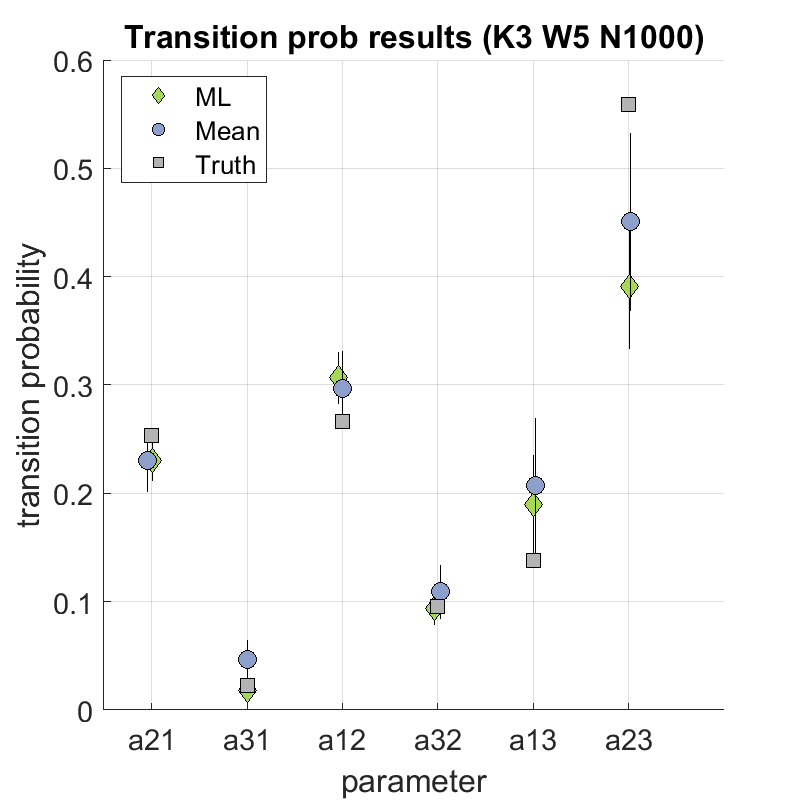 Transition prob results (K3 W5 N1000)
ML
Mean
Truth
transition probability
0.6
0.5
0.4
0.3
0.2
0.1
0
a21 a31 a12 a32 a13 a23
parameter